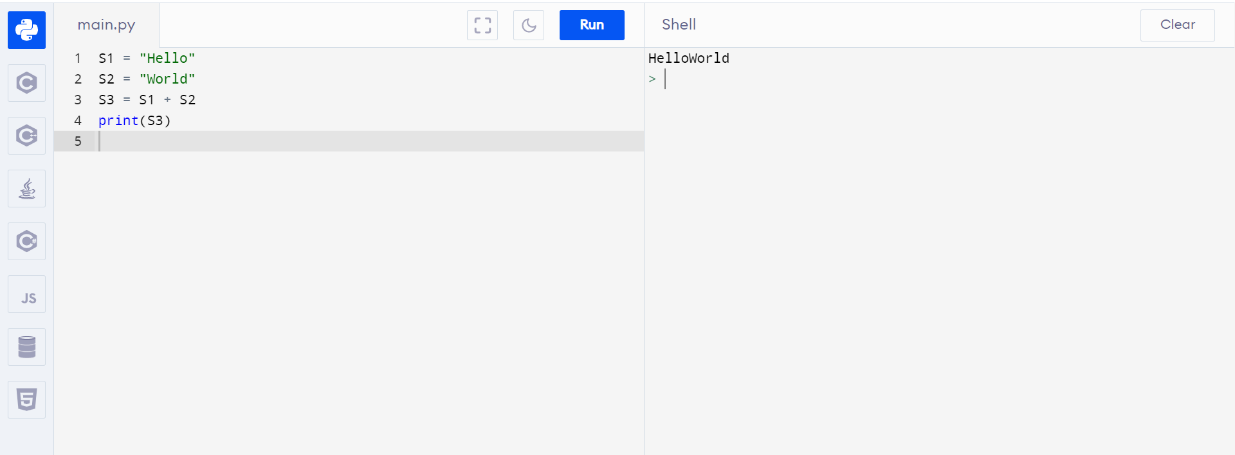 main.py
Run
Shell
Clear
1 S1 = "Hello"
2 S2 = "World"
3 S3 = S1 + S2
4 print(S3)
5
HelloWorld
>
JS